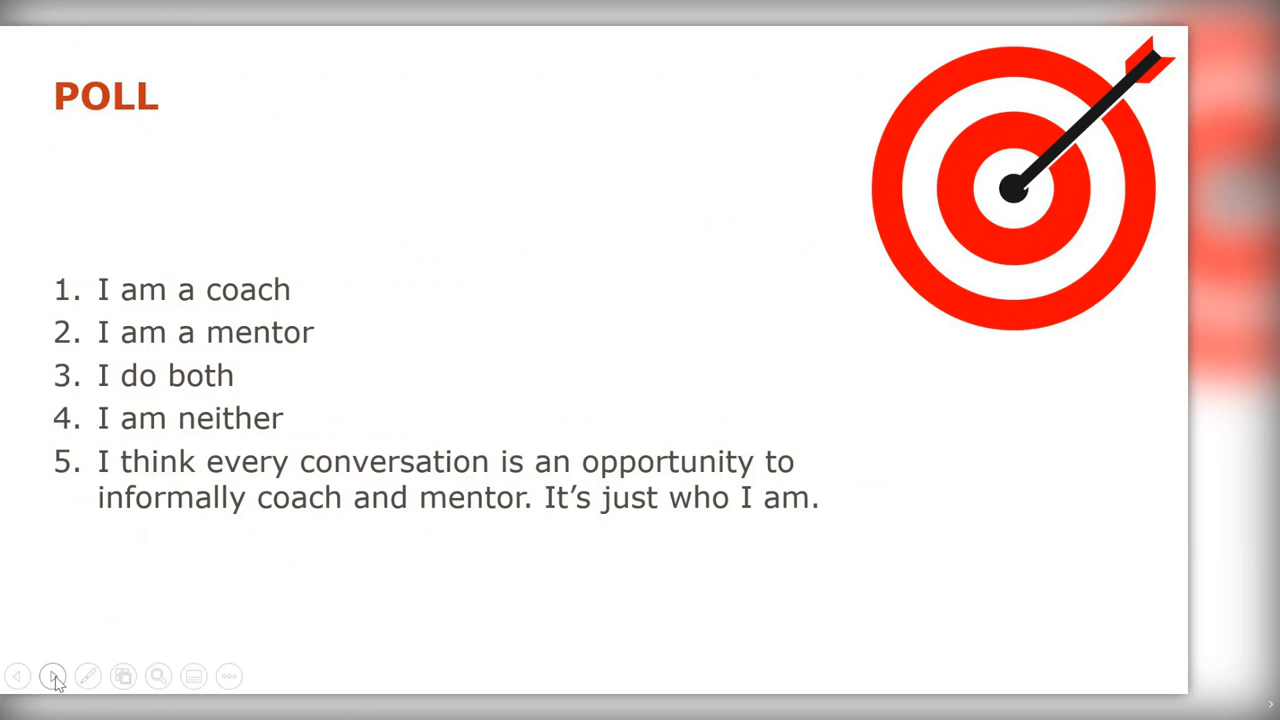 POLL
1. I am a coach
2. I am a mentor
3. I do both
4. I am neither
5. I think every conversation is an opportunity to
informally coach and mentor. It’s just who I am.